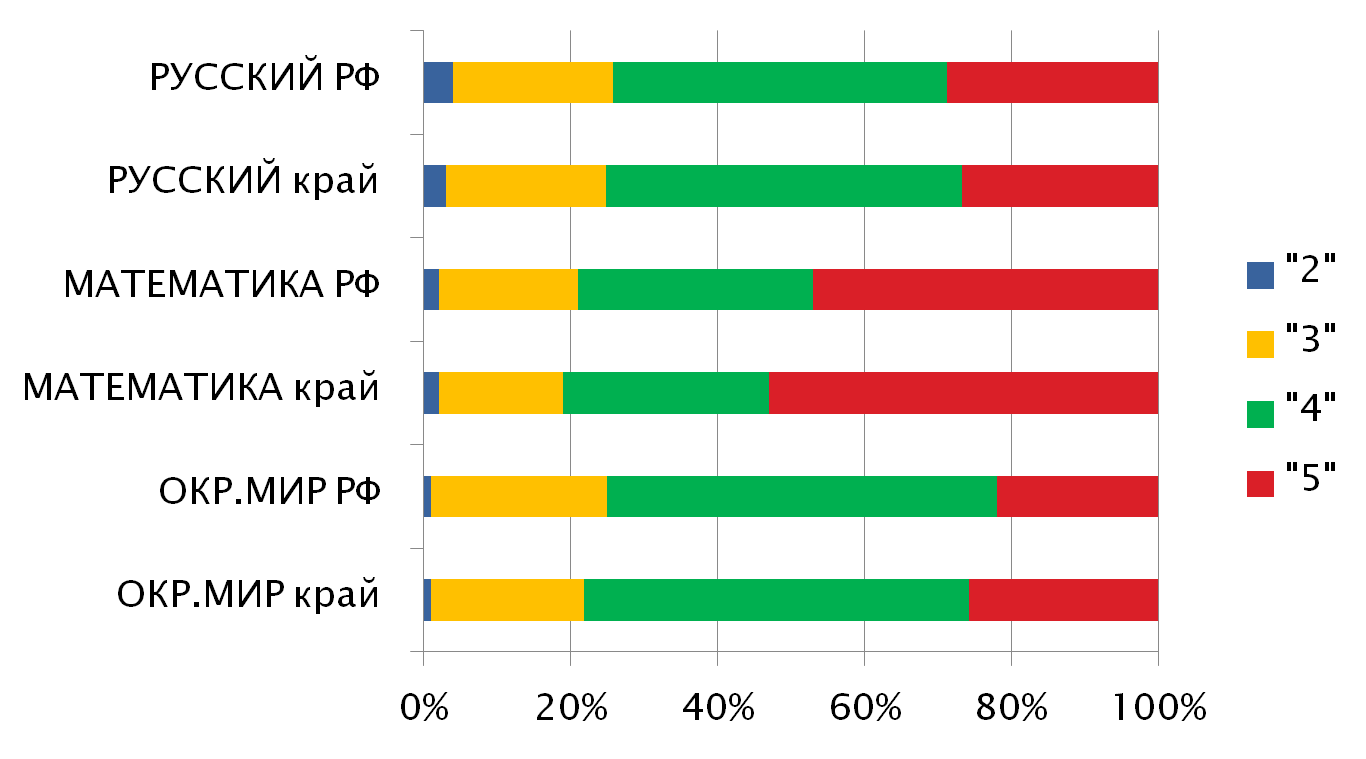 РУССКИЙ РФ
РУССКИЙ край
МАТЕМАТИКА РФ
МАТЕМАТИКА край
ОКР.МИР РФ
ОКР.МИР край
0% 20% 40% 60% 80% 100%
"2"
"3"
"4"
"5"